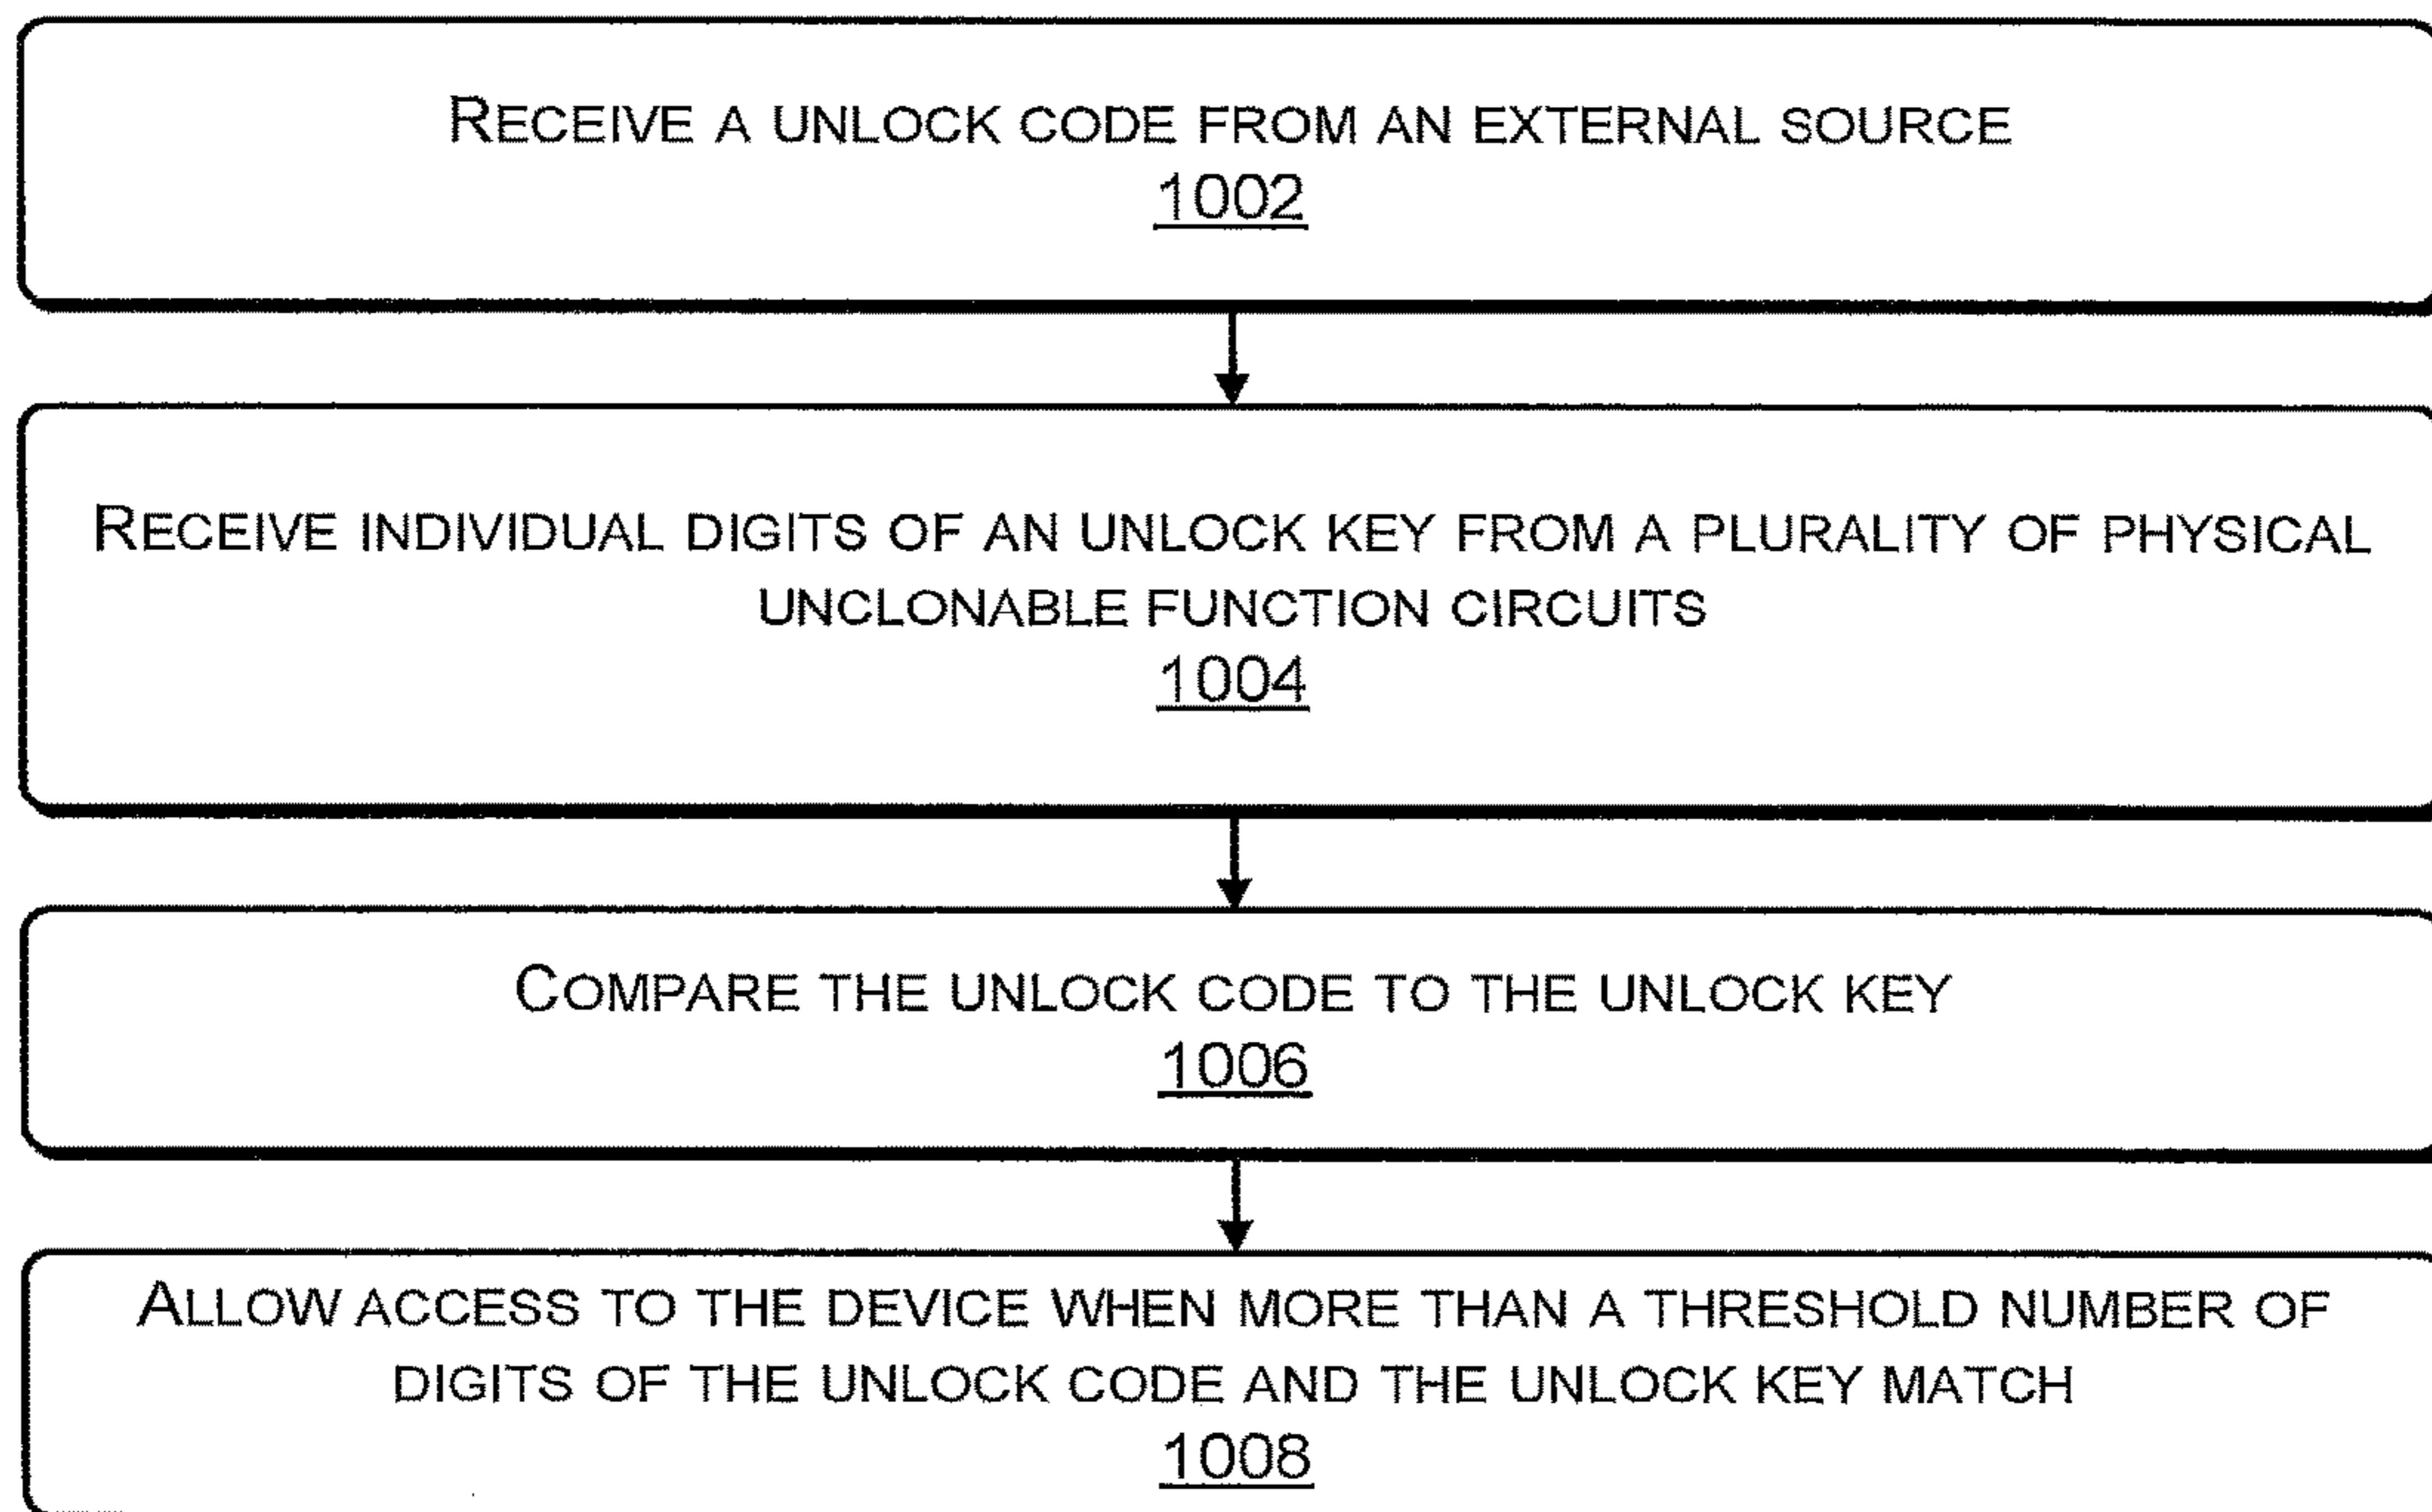 RECEIVE A UNLOCK CODE FROM AN EXTERNAL SOURCE
1002
RECEIVE INDIVIDUAL DIGITS OF AN UNLOCK KEY FROM A PLURALITY OF PHYSICAL
UNCLONABLE FUNCTION CIRCUITS
1004
COMPARE THE UNLOCK CODE TO THE UNLOCK KEY
1006
ALLOW ACCESS TO THE DEVICE WHEN MORE THAN A THRESHOLD NUMBER OF
DIGITS OF THE UNLOCK CODE AND THE UNLOCK KEY MATCH
1008